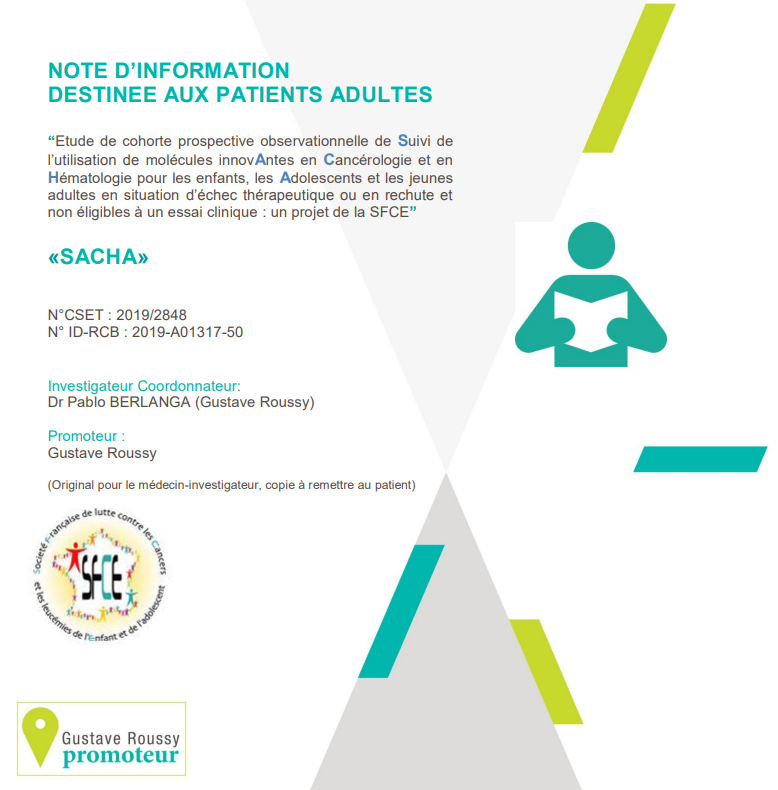 NOTE D’INFORMATION
DESTINEE AUX PATIENTS ADULTES
“Etude de cohorte prospective observationnelle de Suivi de
l’utilisation de molécules innovAntes en Cancérologie et en
Hématologie pour les enfants, les Adolescents et les jeunes
adultes en situation d’échec thérapeutique ou en rechute et
non éligibles à un essai clinique : un projet de la SFCE”
«SACHA»
N°CSET : 2019/2848
N° ID-RCB : 2019-A01317-50
Investigateur Coordonnateur:
Dr Pablo BERLANGA (Gustave Roussy)
Promoteur :
Gustave Roussy
(Original pour le médecin-investigateur, copie à remettre au patient)
Société Française de lutte contre les Cancers
SFCE
et les leucémies de l'Enfant et de l'adolescent
Gustave Roussy
promoteur